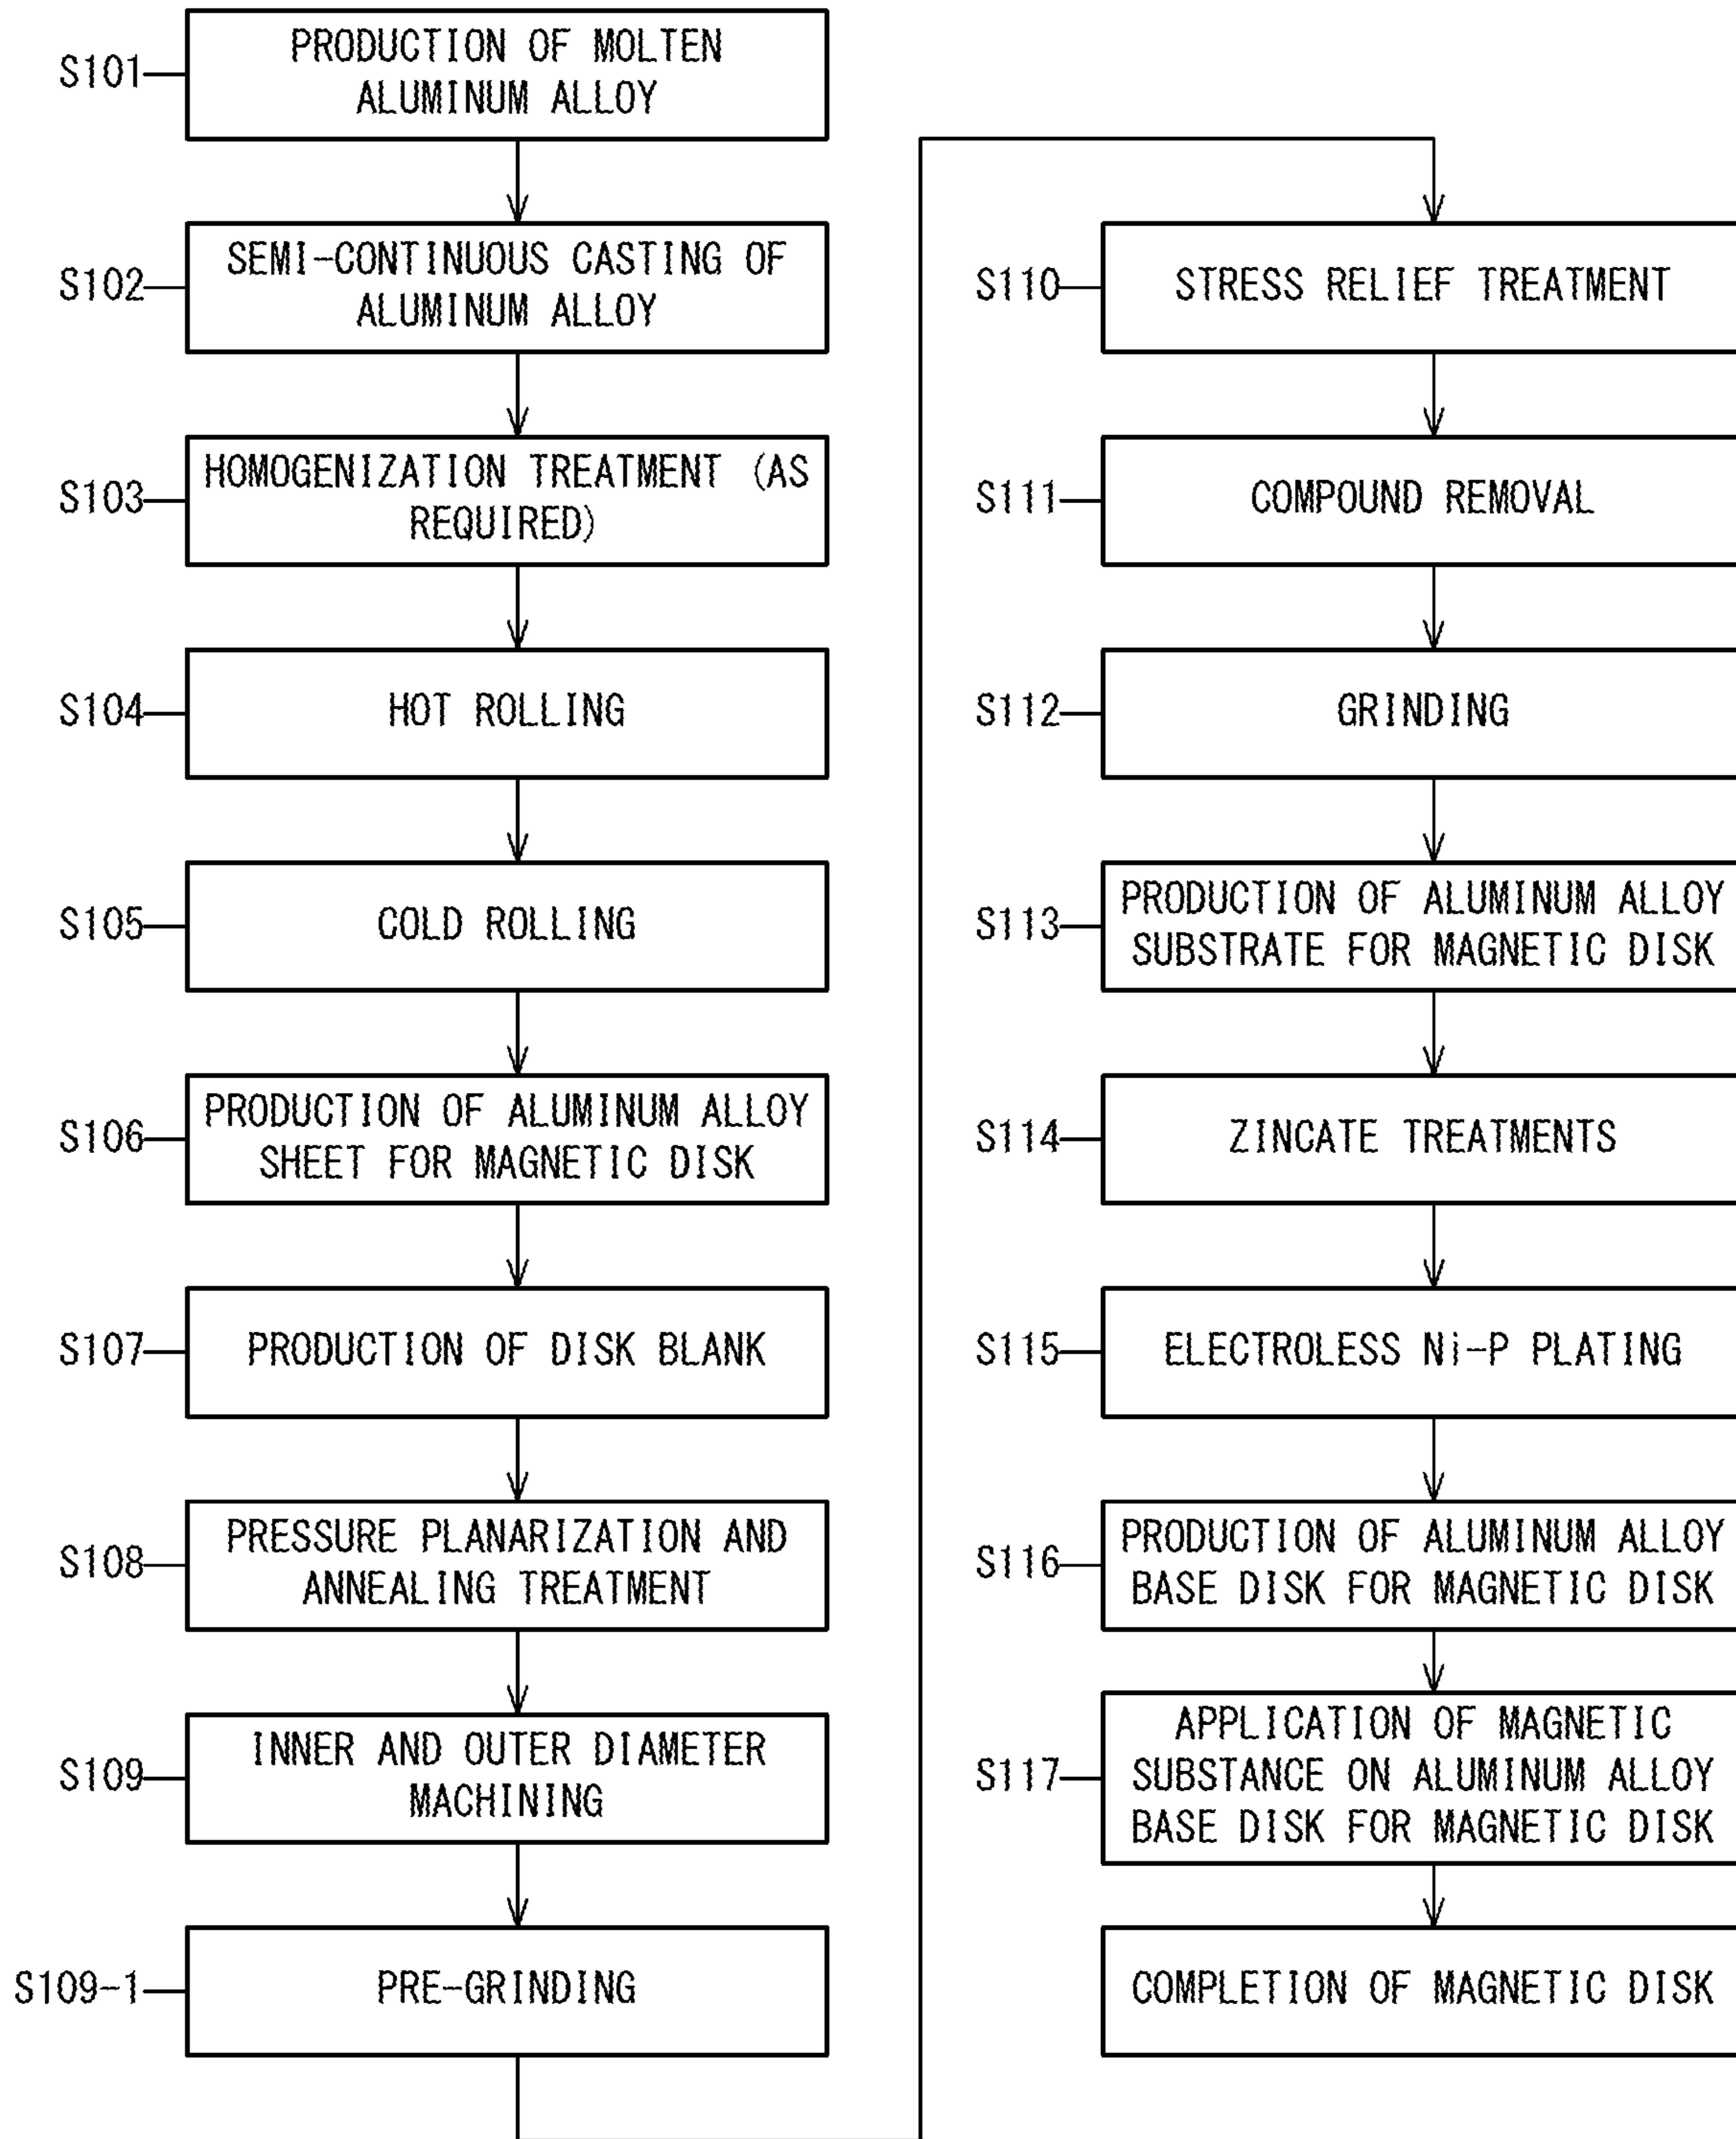 S101
PRODUCTION OF MOLTEN
ALUMINUM ALLOY
S102
SEMI-CONTINUOUS CASTING OF
ALUMINUM ALLOY
S103
HOMOGENIZATION TREATMENT (AS
REQUIRED)
S104
HOT ROLLING
S105
COLD ROLLING
S106
PRODUCTION OF ALUMINUM ALLOY
SHEET FOR MAGNETIC DISK
S107
PRODUCTION OF DISK BLANK
S108
PRESSURE PLANARIZATION AND
ANNEALING TREATMENT
S109
INNER AND OUTER DIAMETER
MACHINING
S109-1
PRE-GRINDING
S110
STRESS RELIEF TREATMENT
S111
COMPOUND REMOVAL
S112
GRINDING
S113
PRODUCTION OF ALUMINUM ALLOY
SUBSTRATE FOR MAGNETIC DISK
S114
ZINCATE TREATMENTS
S115
ELECTROLESS Ni-P PLATING
S116
PRODUCTION OF ALUMINUM ALLOY
BASE DISK FOR MAGNETIC DISK
S117
APPLICATION OF MAGNETIC
SUBSTANCE ON ALUMINUM ALLOY
BASE DISK FOR MAGNETIC DISK
COMPLETION OF MAGNETIC DISK